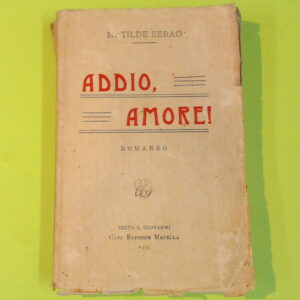 M. TILDE SERAO
ADDIO,
AMORE!
ROMANZO
SESTO S. GIOVANNI
CASA EDITRICE MADELLA